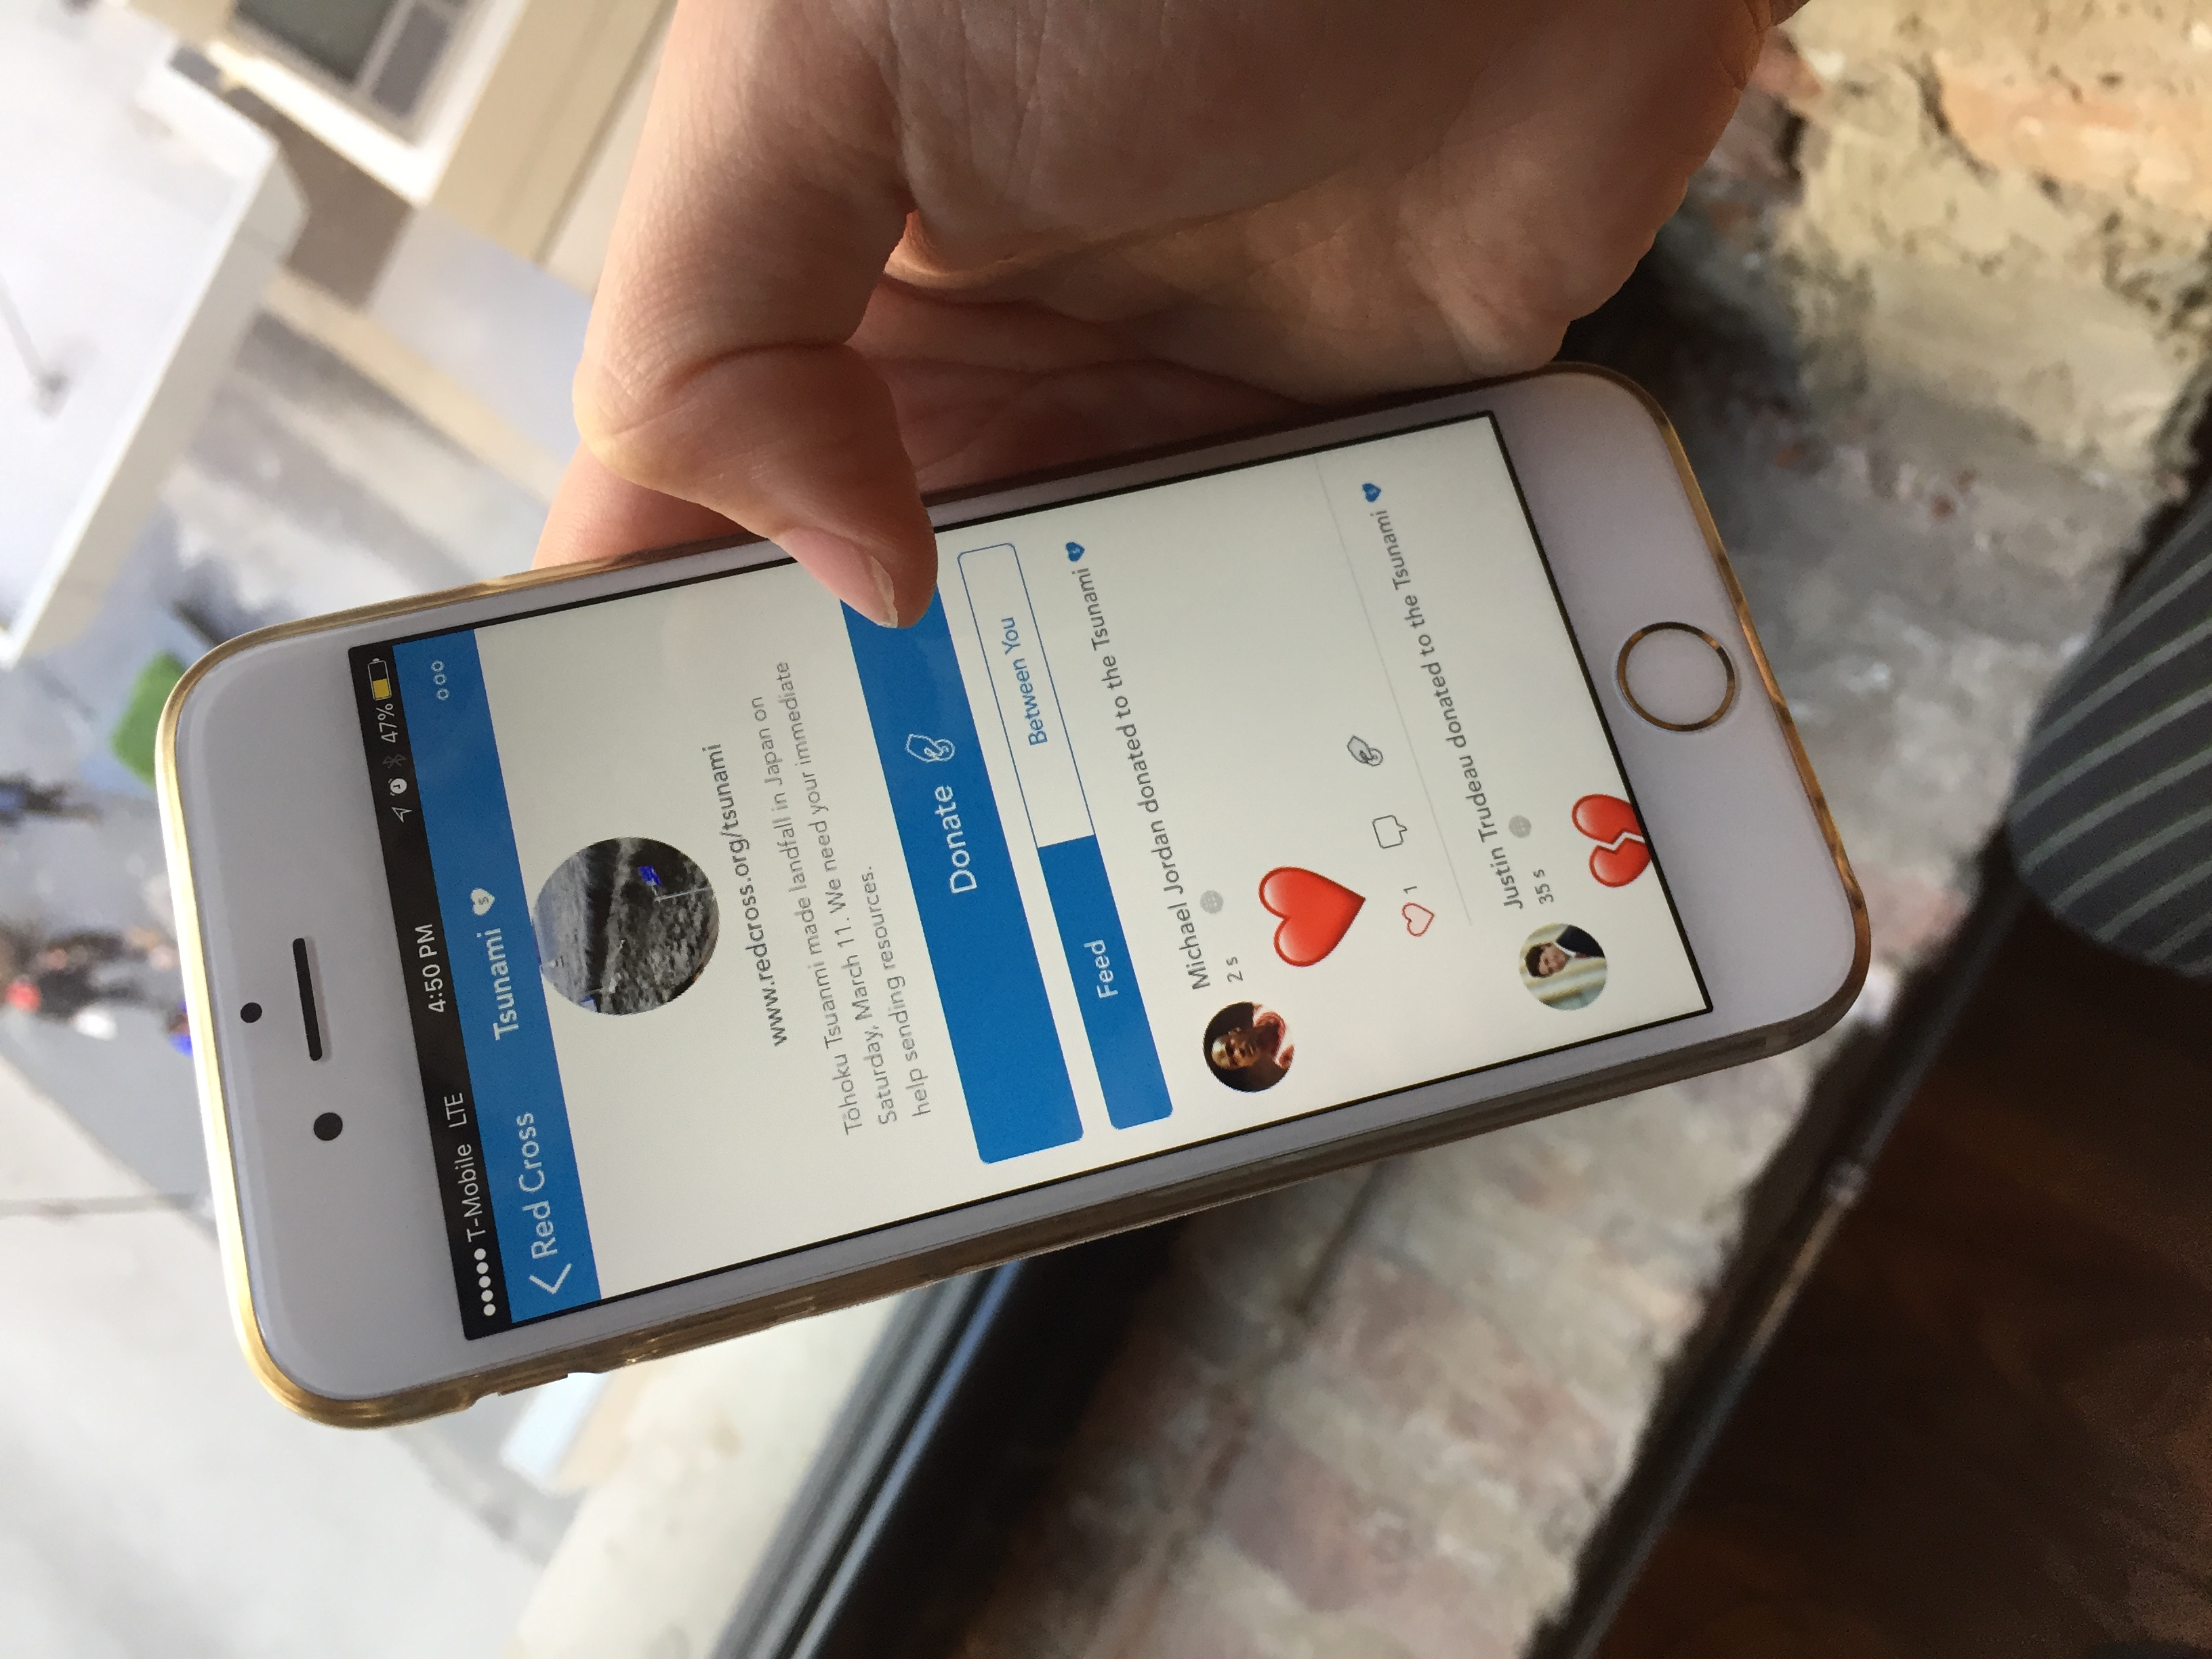 T-Mobile LTE 4:50 PM 47%
Red Cross Tsunami
www.redcross.org/tsunami
Tōhoku Tsuanmi made landfall in Japan on
Saturday, March 11. We need your immediate
help sending resources.
Donate
Feed Between You
Michael Jordan donated to the Tsunami
2 s
1
Justin Trudeau donated to the Tsunami
35 s